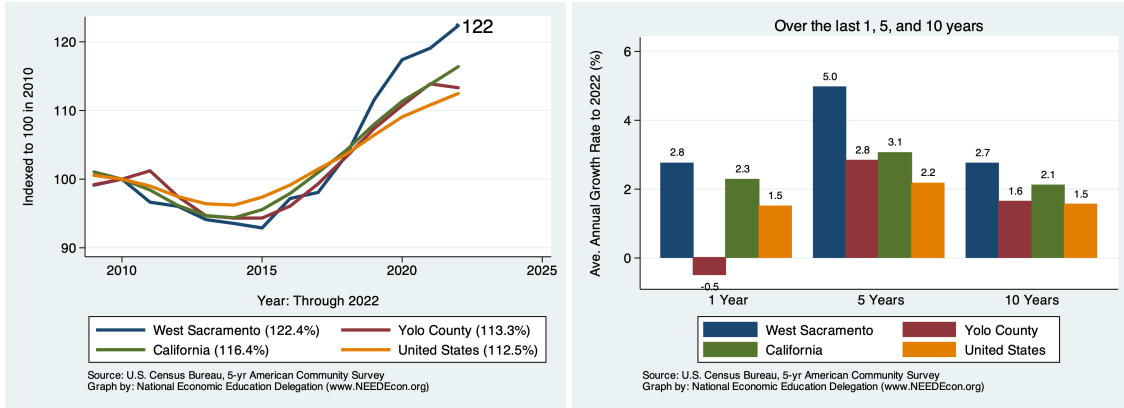 122
120
110
100
90
Indexed to 100 in 2010
2010
2015
2020
2025
Year: Through 2022
West Sacramento (122.4%)
Yolo County (113.3%)
California (116.4%)
United States (112.5%)
Source: U.S. Census Bureau, 5-yr American Community Survey
Graph by: National Economic Education Delegation (www.NEEDEcon.org)
Over the last 1, 5, and 10 years
Ave. Annual Growth Rate to 2022 (%)
6
4
2
0
2.8
-0.5
2.3
1.5
5.0
2.8
3.1
2.2
2.7
1.6
2.1
1.5
1 Year
5 Years
10 Years
West Sacramento
Yolo County
California
United States
Source: U.S. Census Bureau, 5-yr American Community Survey
Graph by: National Economic Education Delegation (www.NEEDEcon.org)